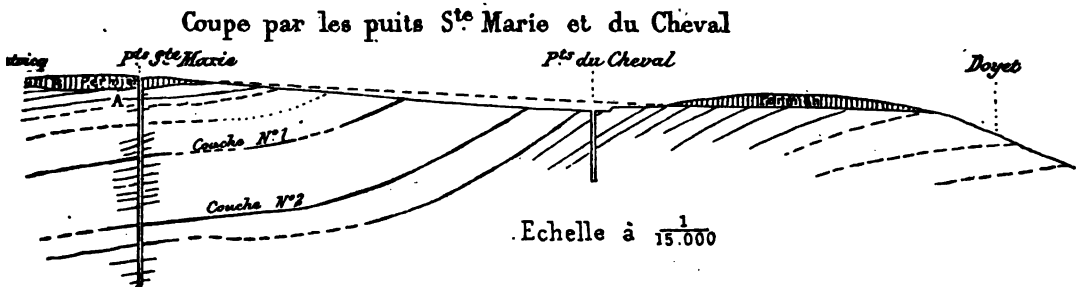 Coupe par les puits Ste. Marie et du Cheval
Pts Ste Marie
Pts du Cheval
Doyet
Permien
A
Couche N°1
Couche N°2
Echelle à 1/15.000